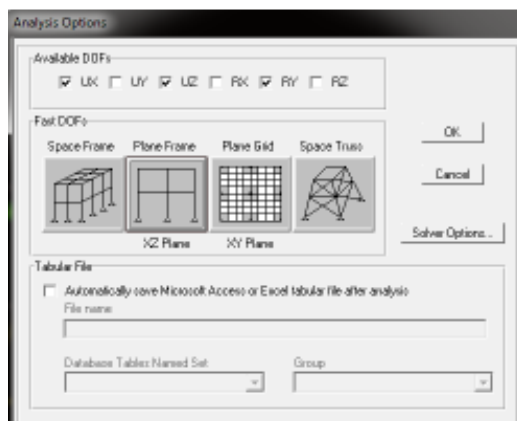 Analysis Options
Available DOFs
UX UY UZ RX RY RZ
Fast DOFs
Space Frame Plane Frame Plane Grid Space Truss
XZ Plane XY Plane
OK
Cancel
Solver Options...
Tabular File
Automatically save Microsoft Access or Excel tabular file after analysis
File name
Database Tables Named Set Group